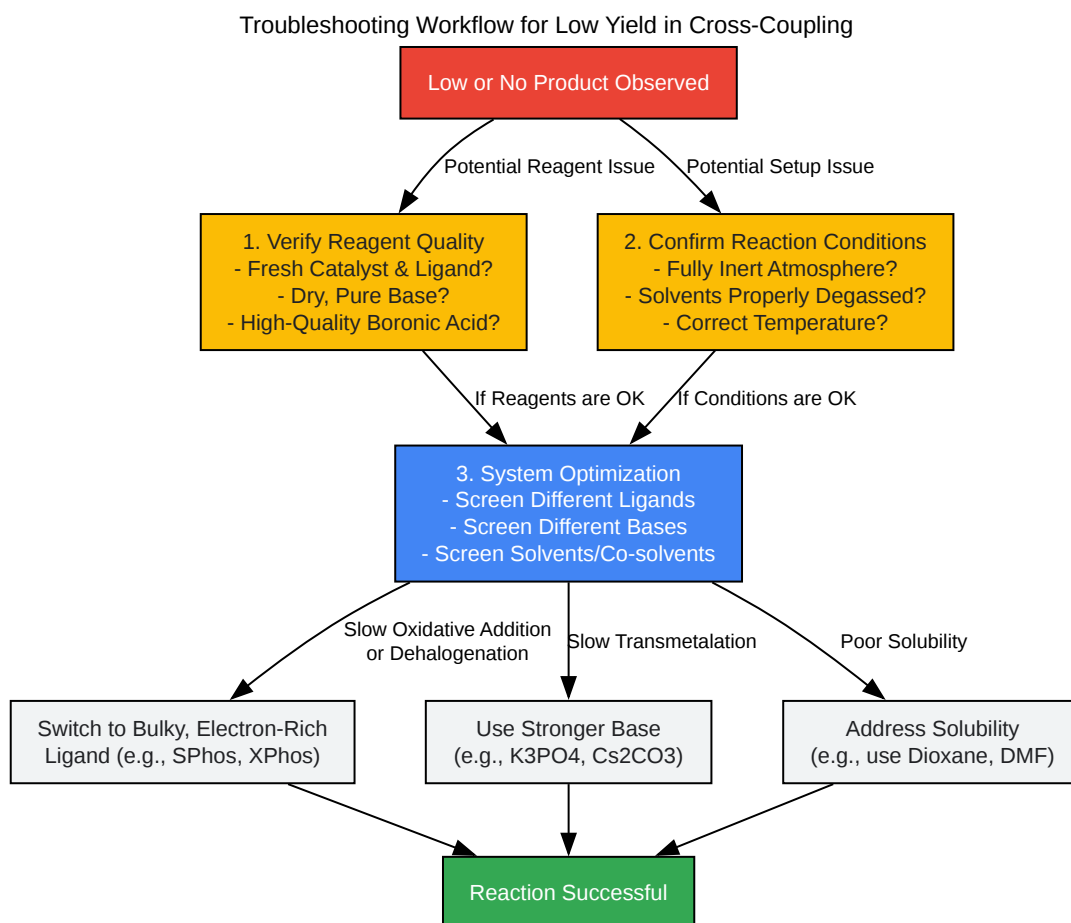 Troubleshooting Workflow for Low Yield in Cross-Coupling
Low or No Product Observed
Potential Reagent Issue
Potential Setup Issue
1. Verify Reagent Quality
- Fresh Catalyst & Ligand?
- Dry, Pure Base?
- High-Quality Boronic Acid?
2. Confirm Reaction Conditions
- Fully Inert Atmosphere?
- Solvents Properly Degassed?
- Correct Temperature?
If Reagents are OK
If Conditions are OK
3. System Optimization
- Screen Different Ligands
- Screen Different Bases
- Screen Solvents/Co-solvents
Slow Oxidative Addition
or Dehalogenation
Slow Transmetalation
Poor Solubility
Switch to Bulky, Electron-Rich
Ligand (e.g., SPhos, XPhos)
Use Stronger Base
(e.g., K3PO4, Cs2CO3)
Address Solubility
(e.g., use Dioxane, DMF)
Reaction Successful